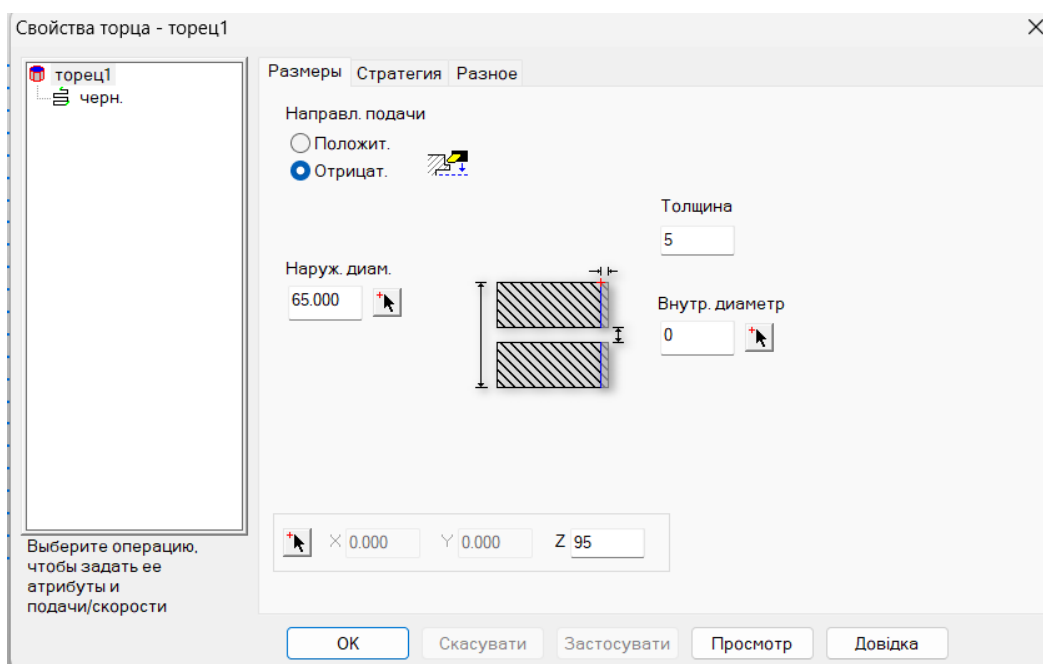 Свойства торца - торец1
торец1
черн.
Выберите операцию,
чтобы задать ее
атрибуты и
подачи/скорости
Размеры Стратегия Разное
Направл. подачи
Положит.
Отрицат.
Толщина
5
Наруж. диам.
65.000
Внутр. диаметр
0
X 0.000 Y 0.000 Z 95
OK Скасувати Застосувати Просмотр Довідка